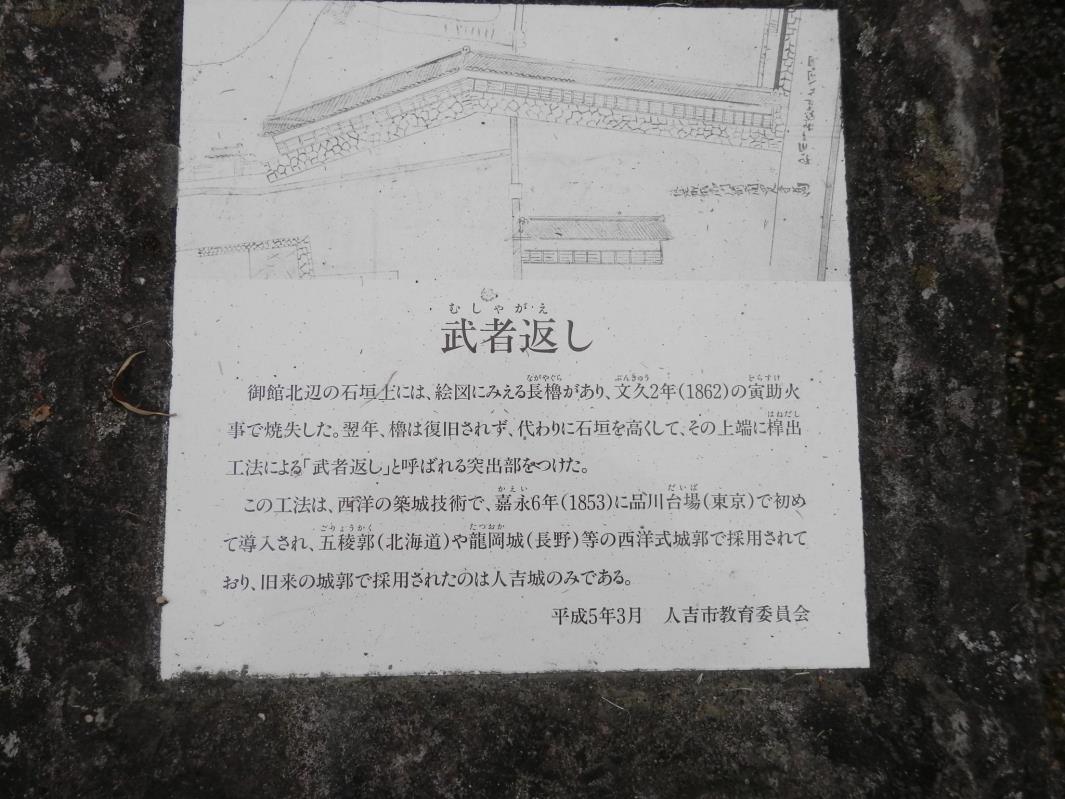 むしゃがえ
武者返し
御館北辺の石垣上には、絵図にみえる長櫓があり、文久2年(1862)の寅助火
事で焼失した。翌年、櫓は復旧されず、代わりに石垣を高くして、その上端に槹出
工法による「武者返し」と呼ばれる突出部をつけた。
この工法は、西洋の築城技術で、嘉永6年(1853)に品川台場(東京)で初め
て導入され、五稜郭(北海道)や龍岡城(長野)等の西洋式城郭で採用されて
おり、旧来の城郭で採用されたのは人吉城のみである。
平成5年3月 人吉市教育委員会